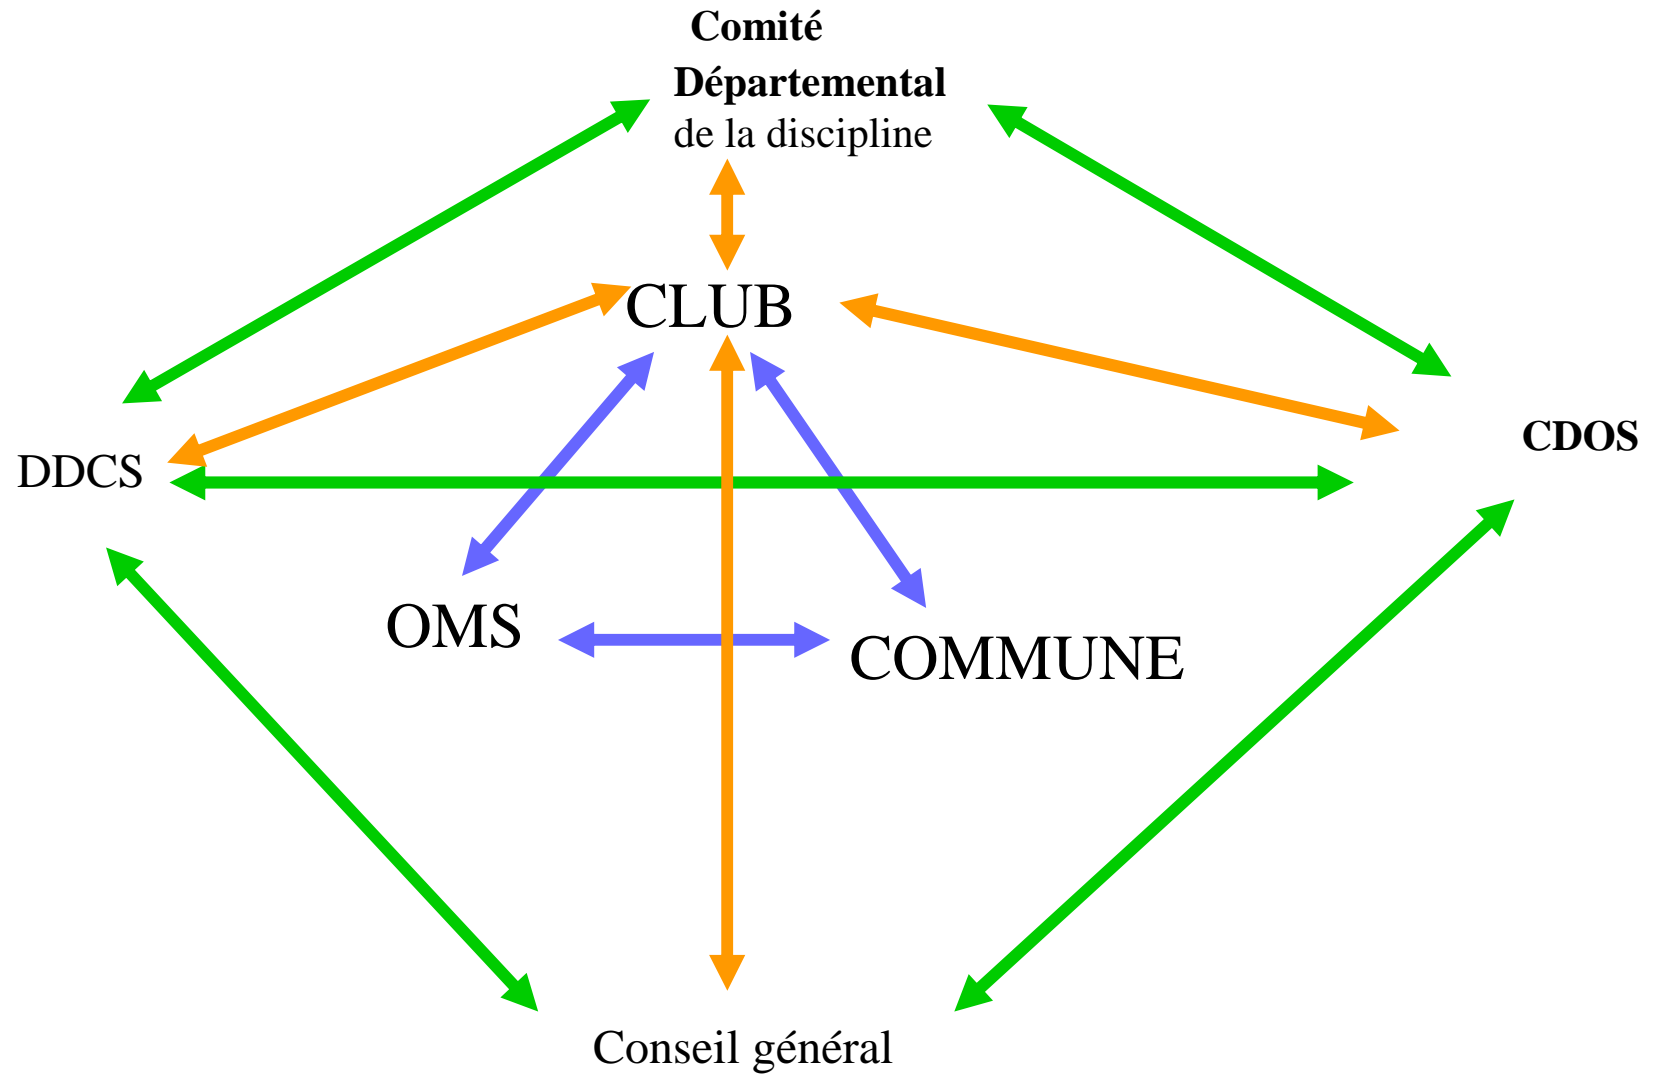 Comité
Départemental
de la discipline
CLUB
CDOS
DDCS
OMS
COMMUNE
Conseil général